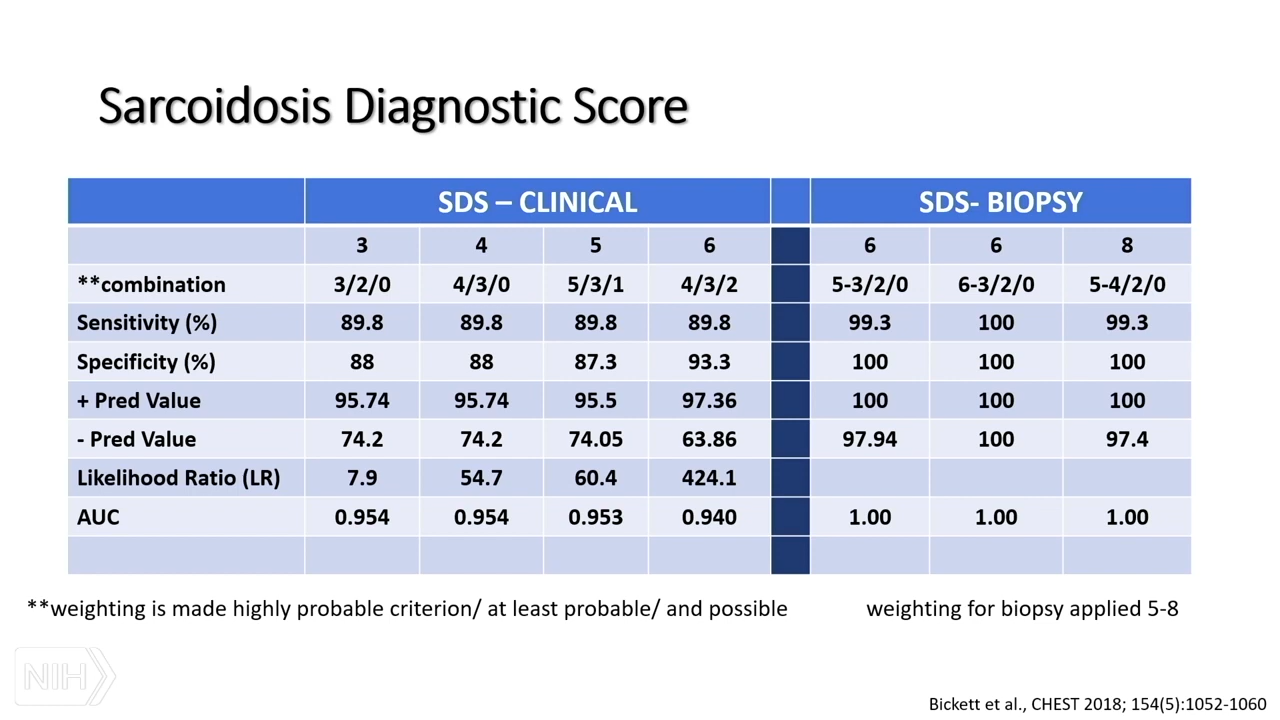 Sarcoidosis Diagnostic Score
SDS – CLINICAL SDS- BIOPSY
3 4 5 6 6 6 8
**combination 3/2/0 4/3/0 5/3/1 4/3/2 5-3/2/0 6-3/2/0 5-4/2/0
Sensitivity (%) 89.8 89.8 89.8 89.8 99.3 100 99.3
Specificity (%) 88 88 87.3 93.3 100 100 100
+ Pred Value 95.74 95.74 95.5 97.36 100 100 100
- Pred Value 74.2 74.2 74.05 63.86 97.94 100 97.4
Likelihood Ratio (LR) 7.9 54.7 60.4 424.1
AUC 0.954 0.954 0.953 0.940 1.00 1.00 1.00
**weighting is made highly probable criterion/ at least probable/ and possible weighting for biopsy applied 5-8
NIH
Bickett et al., CHEST 2018; 154(5):1052-1060